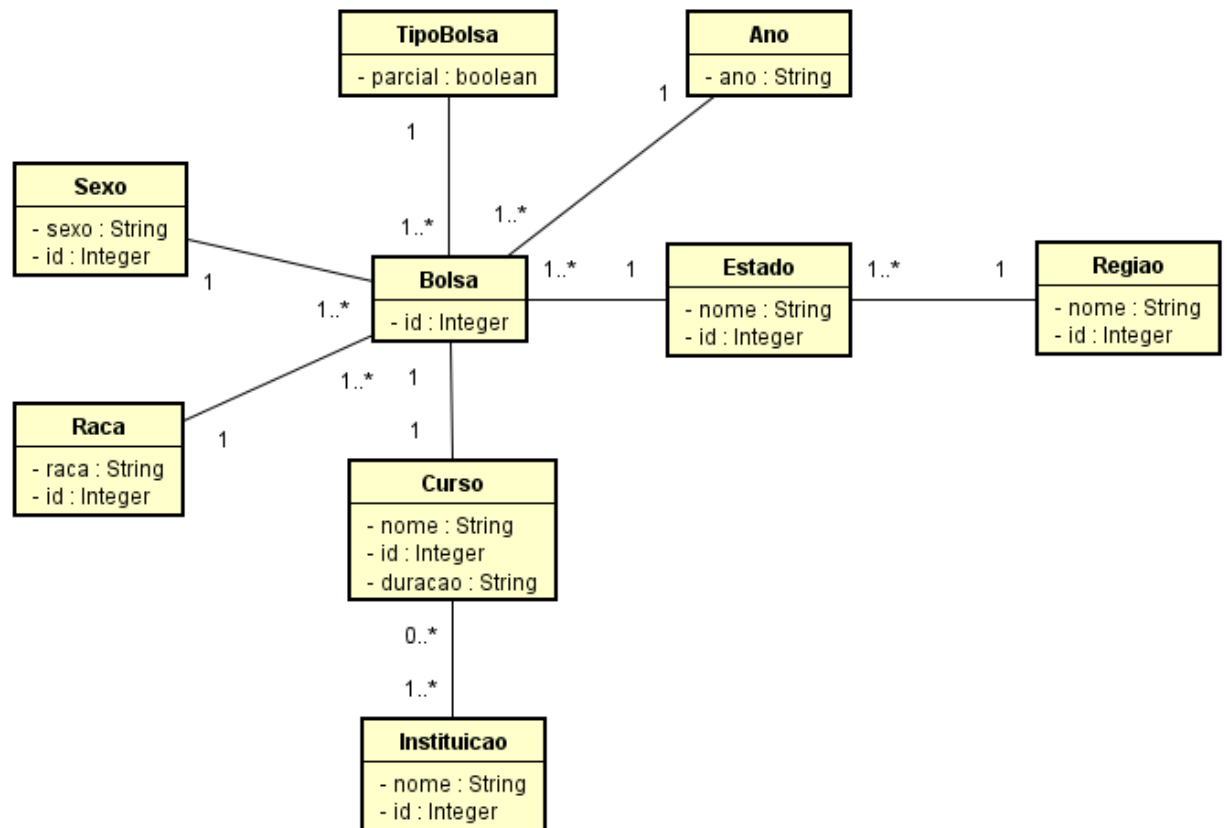 TipoBolsa
- parcial : boolean
Ano
- ano : String
1
1
Sexo
- sexo : String
- id : Integer
1
1..*
1..*
1..*
Bolsa
- id : Integer
1..*
1
Estado
- nome : String
- id : Integer
1..*
1
Regiao
- nome : String
- id : Integer
Raca
- raca : String
- id : Integer
1
1..*
1
1
Curso
- nome : String
- id : Integer
- duracao : String
0..*
1..*
Instituicao
- nome : String
- id : Integer